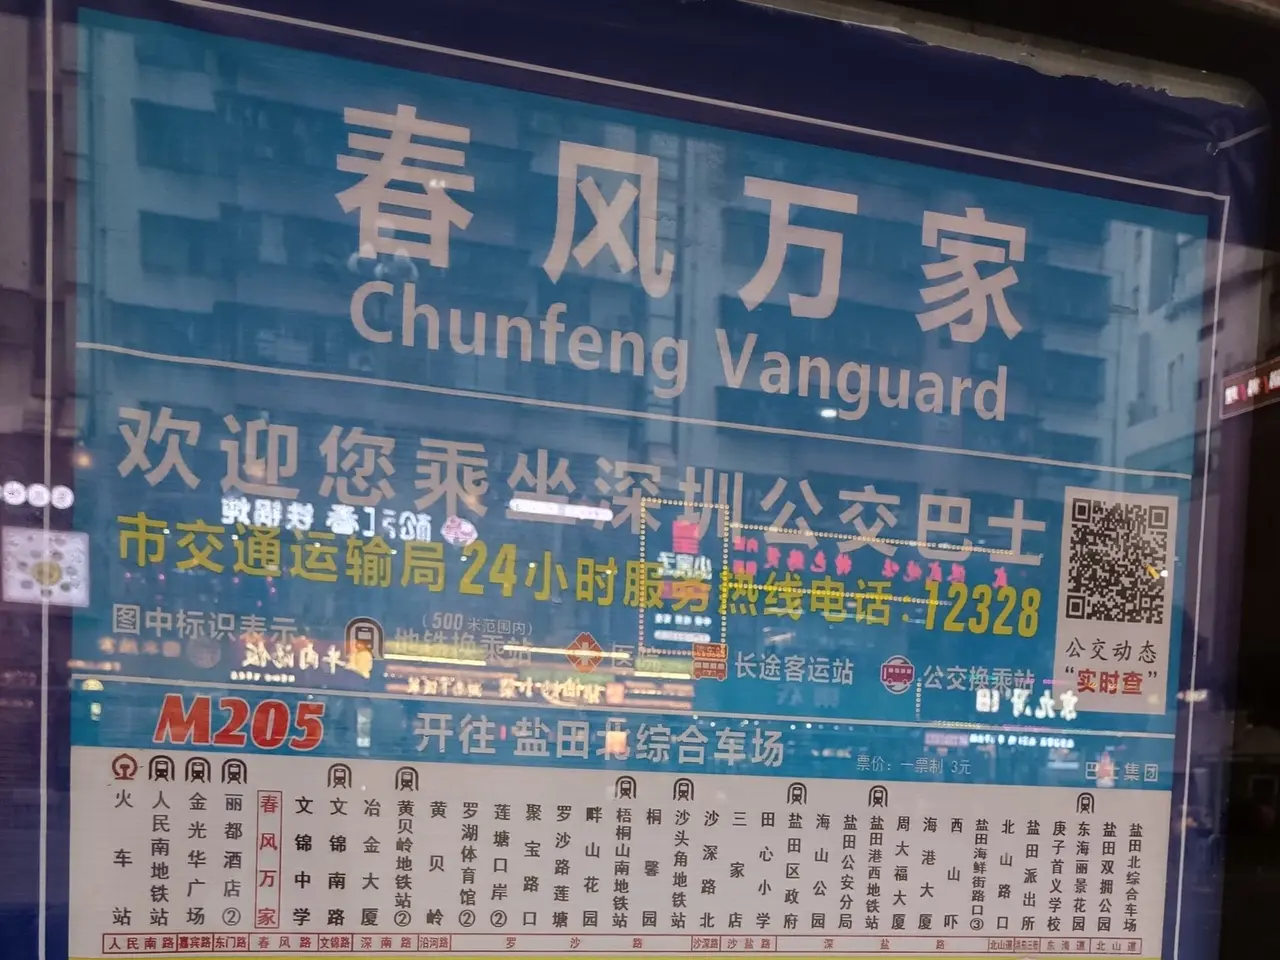 春风万家
Chunfeng Vanguard
欢迎您乘坐深圳公交巴士
市交通运输局24小时服务热线电话:12328
图中标识表示:
(500米范围内)
地铁换乘站
长途客运站
公交换乘站
公交动态
“实时查”
M205
开往 盐田北综合车场
票价: 一票制 3元
巴士集团
火车站
人民南地铁站
金光华广场
丽都酒店②
春风万家
文锦中学
文锦南路
冶金大厦
黄贝岭地铁站②
黄贝岭
罗湖体育馆②
莲塘口岸②
聚宝路口
罗沙路莲塘
畔山花园
梧桐山南地铁站
桐馨园
沙头角地铁站
沙深路北
三家店
田心小学
盐田区政府
海山公园
盐田公安分局
盐田港西地铁站
周大福大厦
海港大厦
西山吓
盐田海鲜街路口③
北山路口
盐田派出所
庚子首义学校
东海丽景花园
盐田双拥公园
盐田北综合车场
人民南路
嘉宾路
东门路
春风路
文锦路
深南路
沿河路
罗沙路
沙深路
沙盐路
深盐路
北山道
东海道
北山道